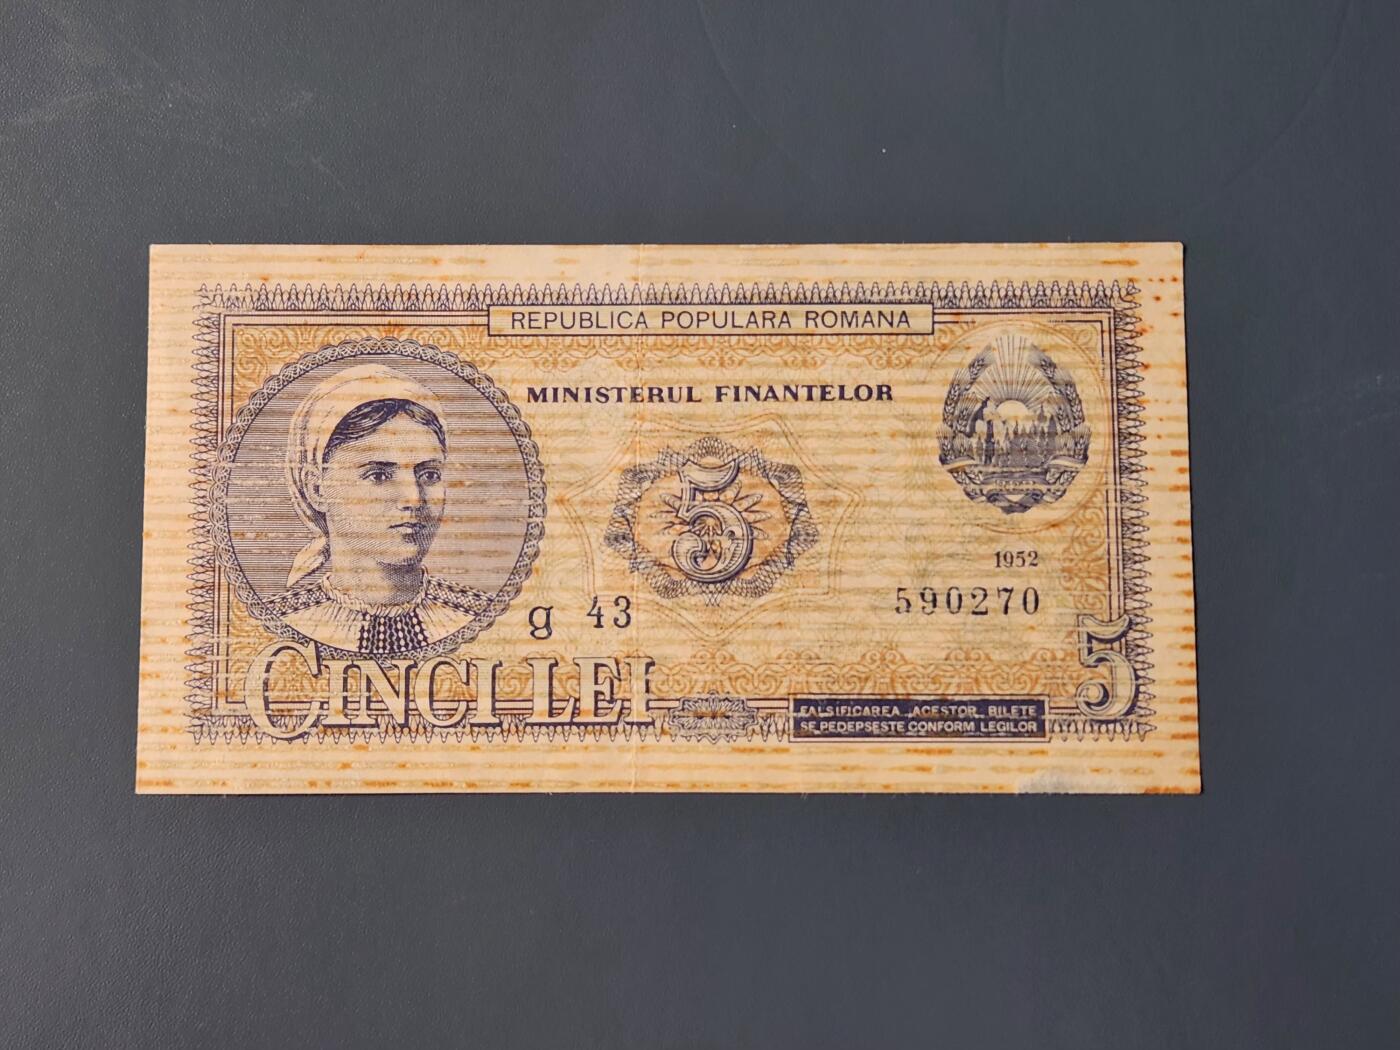 REPUBLICA POPULARA ROMANA
MINISTERUL FINANTELOR
5
1952
590270
g 43
CINCI LEI
5
FALSIFICAREA ACESTOR BILETE
SE PEDEPSESTE CONFORM LEGILOR